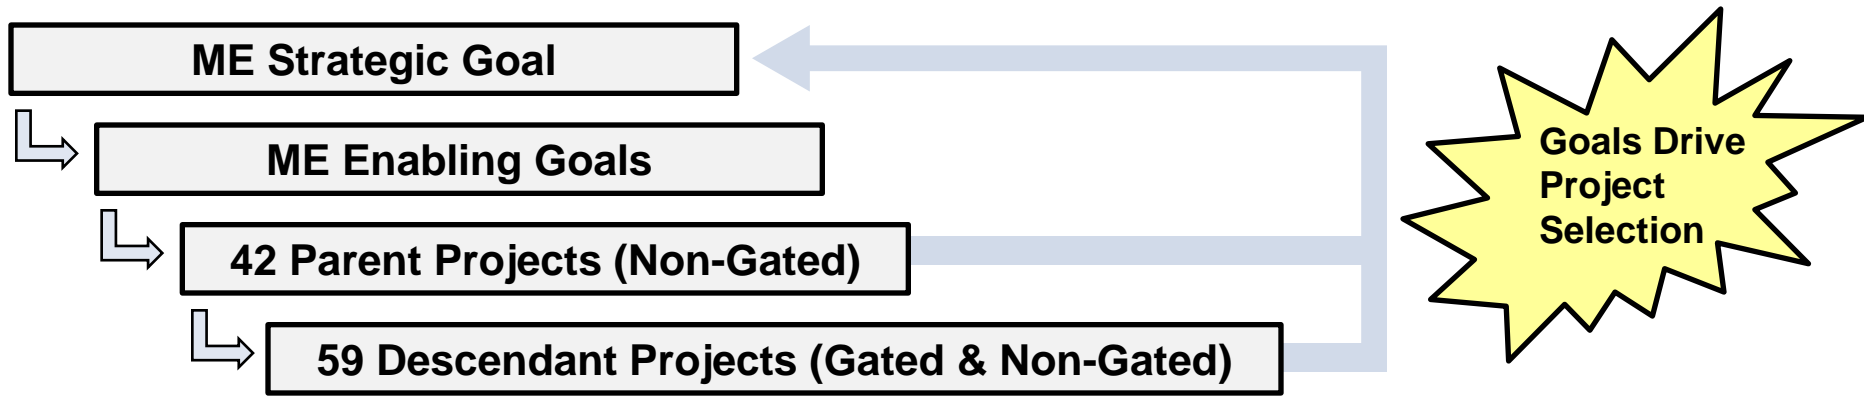 ME Strategic Goal
ME Enabling Goals
42 Parent Projects (Non-Gated)
59 Descendant Projects (Gated & Non-Gated)
Goals Drive
Project
Selection